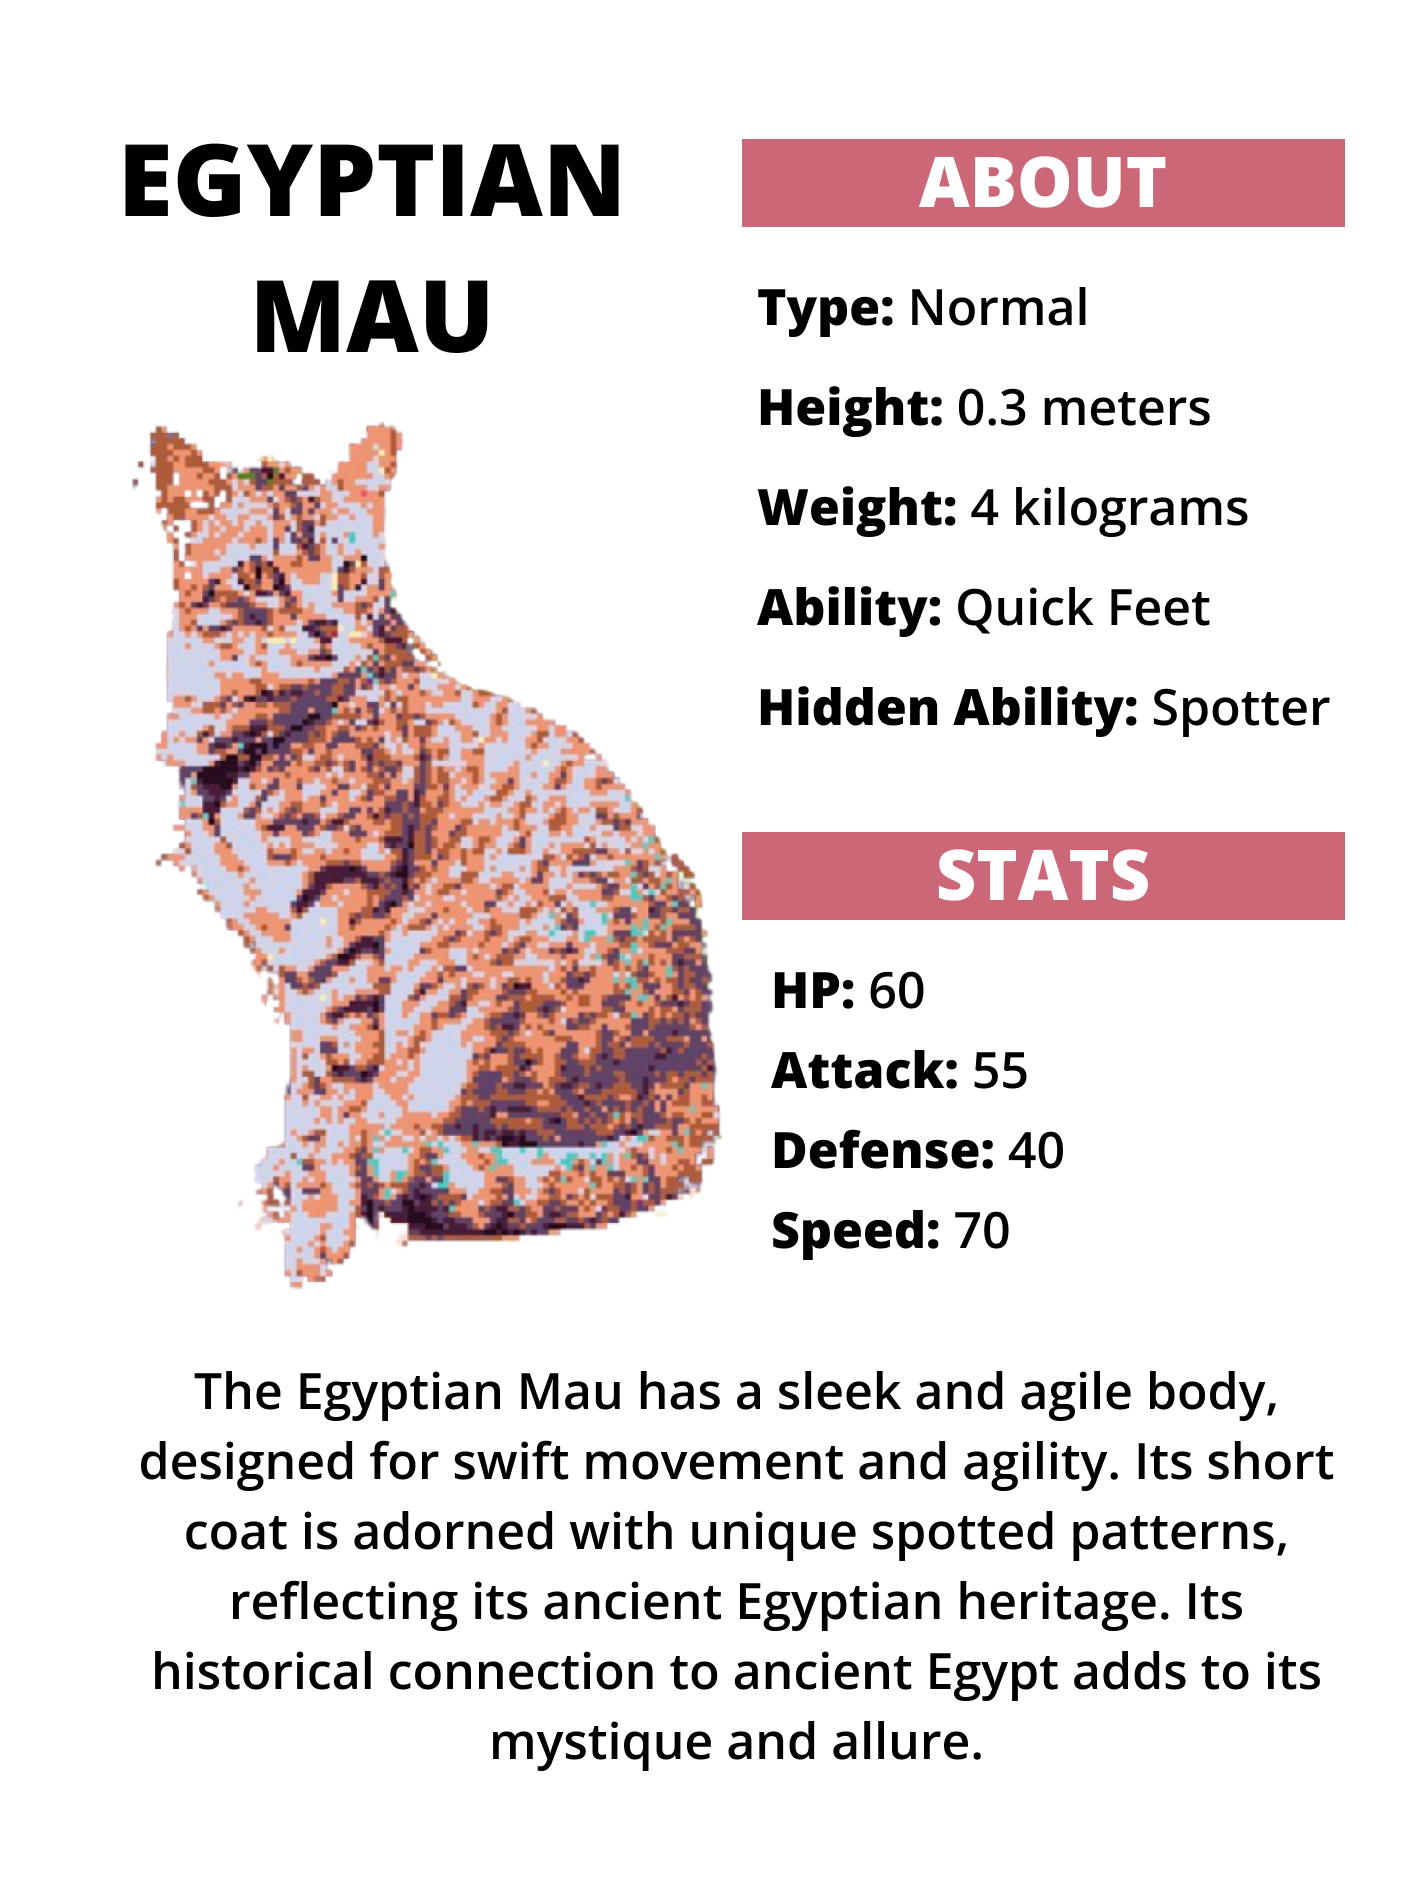 EGYPTIAN
MAU
ABOUT
Type: Normal
Height: 0.3 meters
Weight: 4 kilograms
Ability: Quick Feet
Hidden Ability: Spotter
STATS
HP: 60
Attack: 55
Defense: 40
Speed: 70
The Egyptian Mau has a sleek and agile body,
designed for swift movement and agility. Its short
coat is adorned with unique spotted patterns,
reflecting its ancient Egyptian heritage. Its
historical connection to ancient Egypt adds to its
mystique and allure.